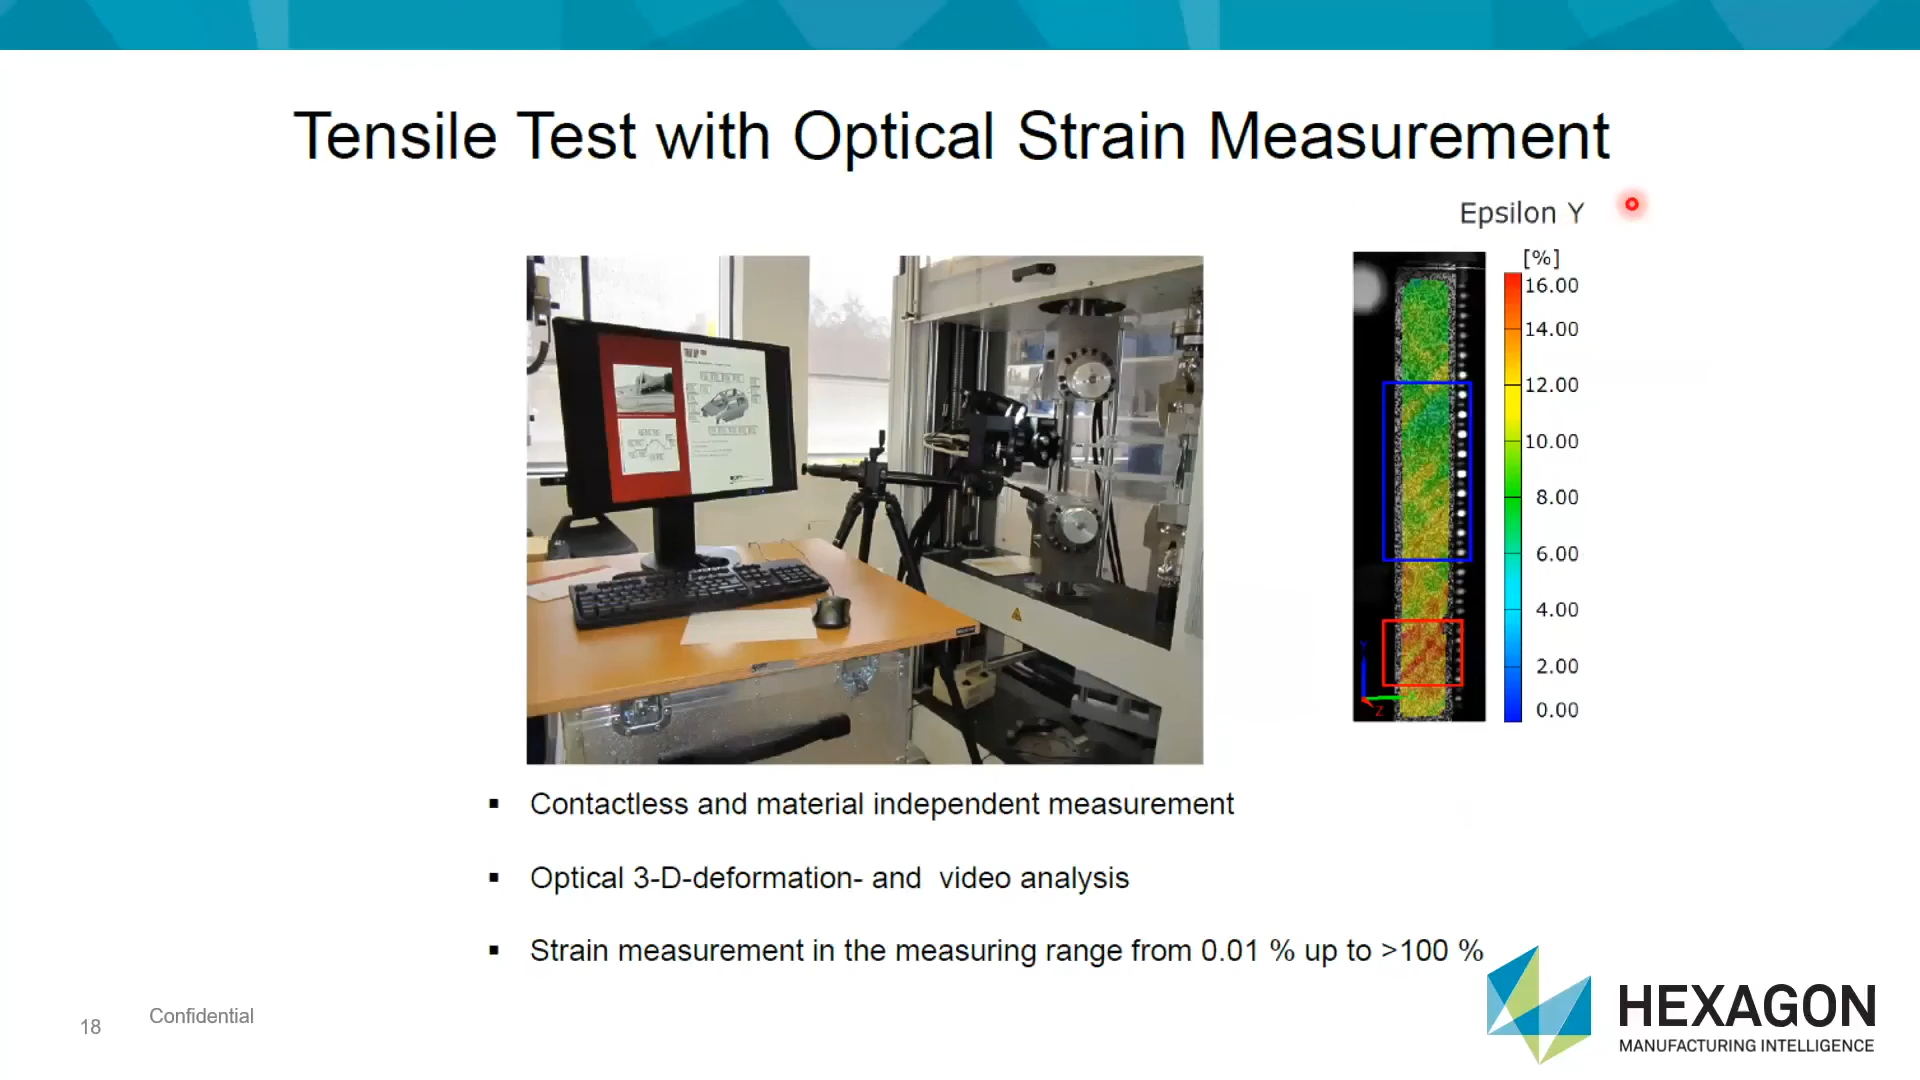 Tensile Test with Optical Strain Measurement
Epsilon Y
[%]
16.00
14.00
12.00
10.00
8.00
6.00
4.00
2.00
0.00
Y
Z
▪ Contactless and material independent measurement
▪ Optical 3-D-deformation- and  video analysis
▪ Strain measurement in the measuring range from 0.01 % up to >100 %
18
Confidential
HEXAGON
MANUFACTURING INTELLIGENCE